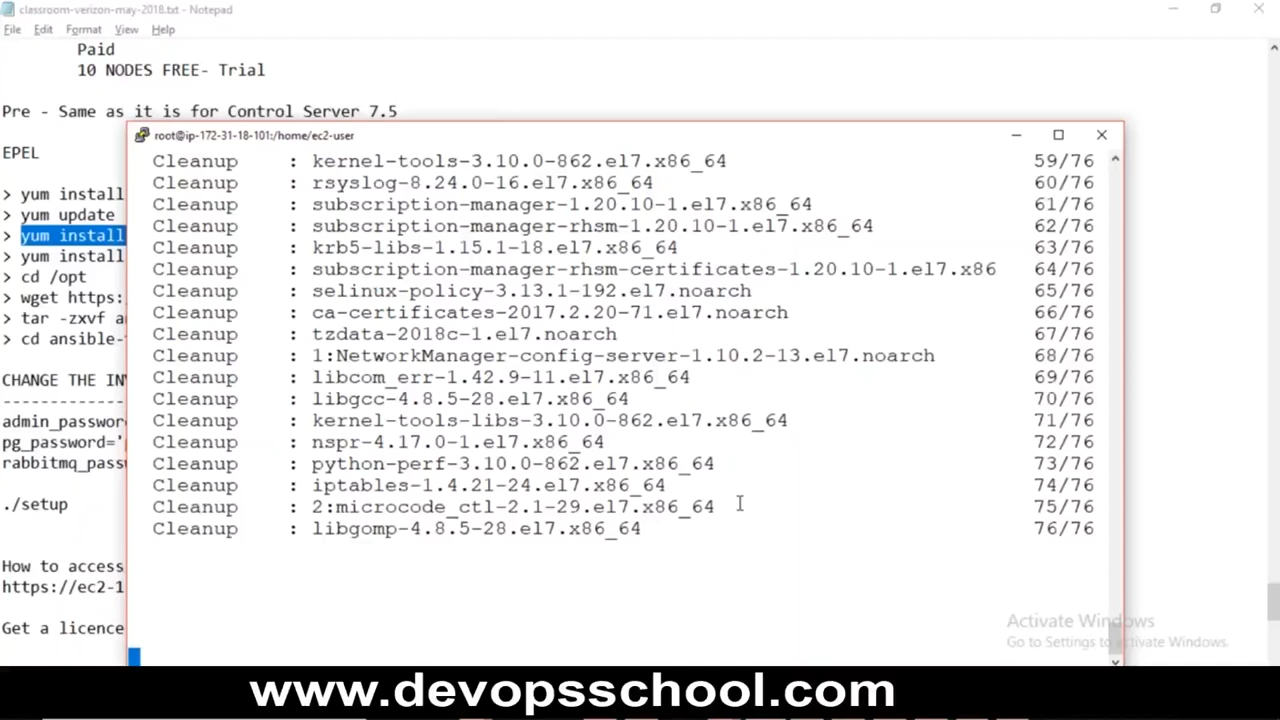 classroom-verizon-may-2018.txt - Notepad
File Edit Format View Help
Paid
10 NODES FREE- Trial
Pre - Same as it is for Control Server 7.5
EPEL
> yum install
> yum update
> yum install
> yum install
> cd /opt
> wget https:
> tar -zxvf
> cd ansible-
CHANGE THE
admin_password
pg_password='
rabbitmq_passw
./setup
How to access
https://ec2-1
Get a licence
root@ip-172-31-18-101:/home/ec2-user
Cleanup : kernel-tools-3.10.0-862.el7.x86_64 59/76
Cleanup : rsyslog-8.24.0-16.el7.x86_64 60/76
Cleanup : subscription-manager-1.20.10-1.el7.x86_64 61/76
Cleanup : subscription-manager-rhsm-1.20.10-1.el7.x86_64 62/76
Cleanup : krb5-libs-1.15.1-18.el7.x86_64 63/76
Cleanup : subscription-manager-rhsm-certificates-1.20.10-1.el7.x86 64/76
Cleanup : selinux-policy-3.13.1-192.el7.noarch 65/76
Cleanup : ca-certificates-2017.2.20-71.el7.noarch 66/76
Cleanup : tzdata-2018c-1.el7.noarch 67/76
Cleanup : 1:NetworkManager-config-server-1.10.2-13.el7.noarch 68/76
Cleanup : libcom_err-1.42.9-11.el7.x86_64 69/76
Cleanup : libgcc-4.8.5-28.el7.x86_64 70/76
Cleanup : kernel-tools-libs-3.10.0-862.el7.x86_64 71/76
Cleanup : nspr-4.17.0-1.el7.x86_64 72/76
Cleanup : python-perf-3.10.0-862.el7.x86_64 73/76
Cleanup : iptables-1.4.21-24.el7.x86_64 74/76
Cleanup : 2:microcode_ctl-2.1-29.el7.x86_64 75/76
Cleanup : libgomp-4.8.5-28.el7.x86_64 76/76
Activate Windows
Go to Settings to activate Windows.
www.devopsschool.com